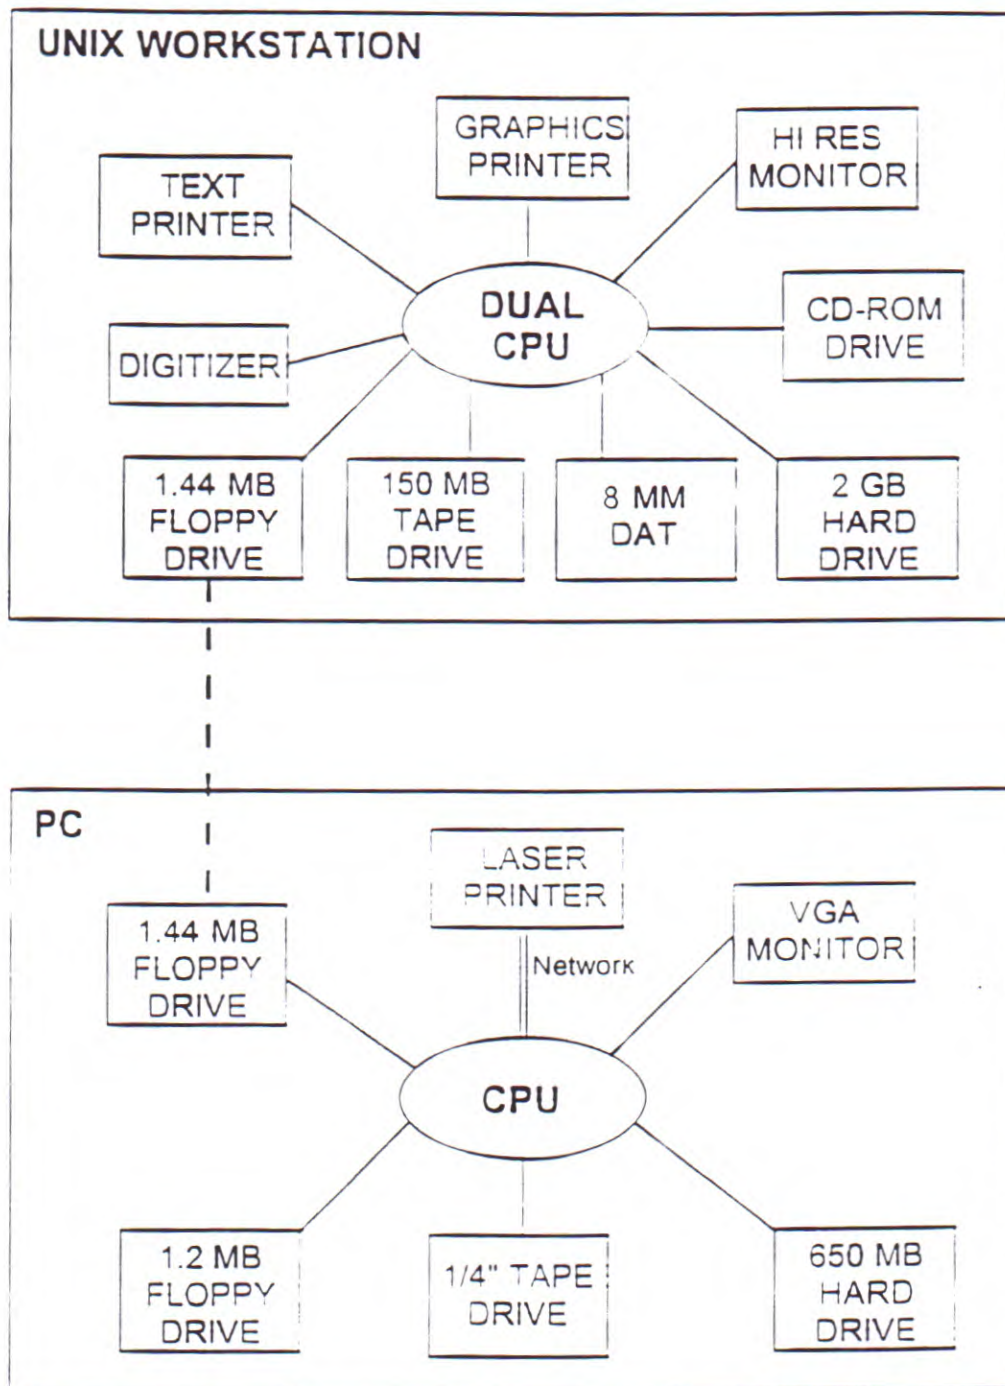 UNIX WORKSTATION
GRAPHICS
PRINTER
HI RES
MONITOR
TEXT
PRINTER
DUAL
CPU
CD-ROM
DRIVE
DIGITIZER
1.44 MB
FLOPPY
DRIVE
150 MB
TAPE
DRIVE
8 MM
DAT
2 GB
HARD
DRIVE
PC
LASER
PRINTER
VGA
MONITOR
1.44 MB
FLOPPY
DRIVE
Network
CPU
1.2 MB
FLOPPY
DRIVE
1/4" TAPE
DRIVE
650 MB
HARD
DRIVE